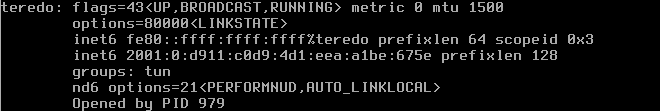 teredo: flags=43<UP,BROADCAST,RUNNING> metric 0 mtu 1500
options=80000<LINKSTATE>
inet6 fe80::ffff:ffff:ffff%teredo prefixlen 64 scopeid 0x3
inet6 2001:0:d911:c0d9:4d1:eea:a1be:675e prefixlen 128
groups: tun
nd6 options=21<PERFORMNUD,AUTO_LINKLOCAL>
Opened by PID 979